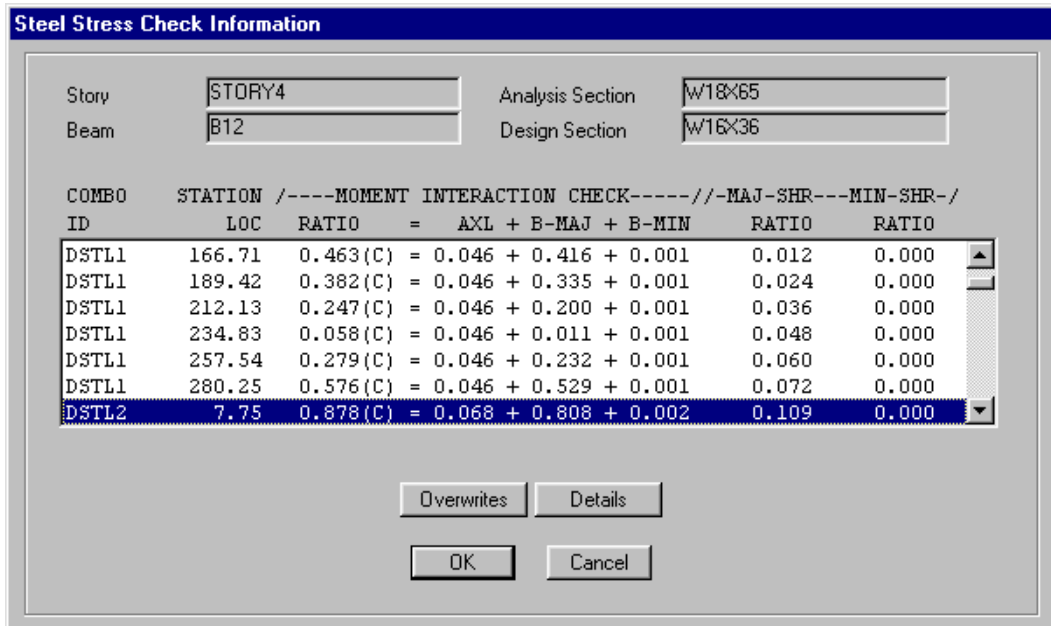 Steel Stress Check Information
Story STORY4 Analysis Section W18X65
Beam B12 Design Section W16X36
COMBO STATION /----MOMENT INTERACTION CHECK-----//-MAJ-SHR---MIN-SHR-/
ID LOC RATIO = AXL + B-MAJ + B-MIN RATIO RATIO
DSTL1 166.71 0.463(C) = 0.046 + 0.416 + 0.001 0.012 0.000
DSTL1 189.42 0.382(C) = 0.046 + 0.335 + 0.001 0.024 0.000
DSTL1 212.13 0.247(C) = 0.046 + 0.200 + 0.001 0.036 0.000
DSTL1 234.83 0.058(C) = 0.046 + 0.011 + 0.001 0.048 0.000
DSTL1 257.54 0.279(C) = 0.046 + 0.232 + 0.001 0.060 0.000
DSTL1 280.25 0.576(C) = 0.046 + 0.529 + 0.001 0.072 0.000
DSTL2 7.75 0.878(C) = 0.068 + 0.808 + 0.002 0.109 0.000
Overwrites Details
OK Cancel